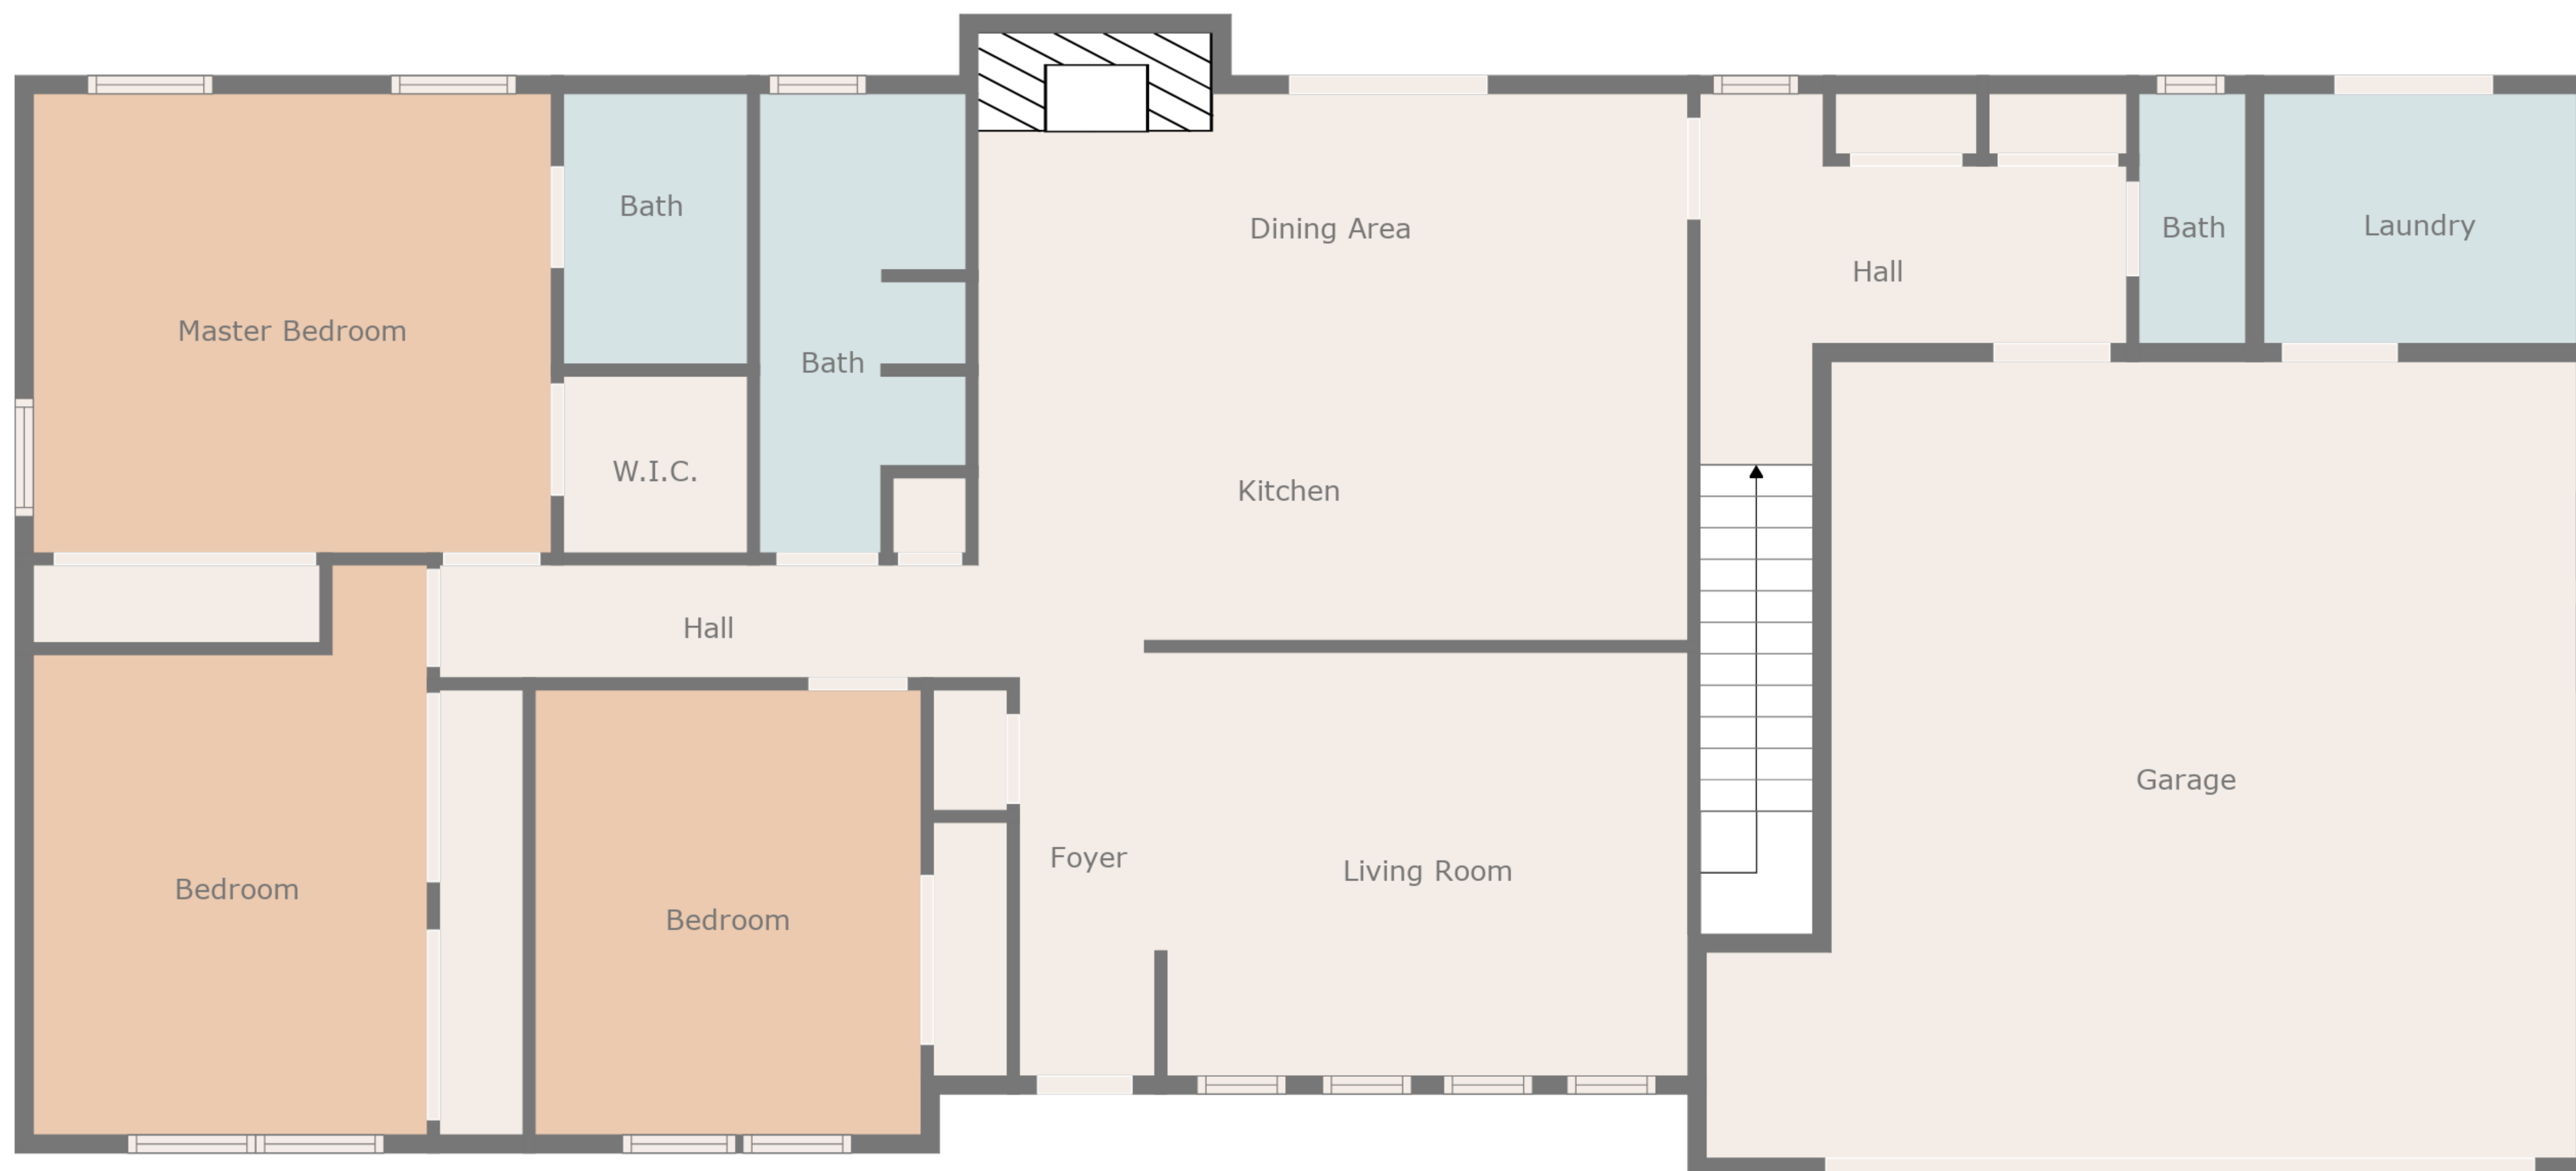 Bath
Dining Area
Bath
Laundry
Hall
Master Bedroom
Bath
W.I.C.
Kitchen
Hall
Garage
Foyer
Living Room
Bedroom
Bedroom